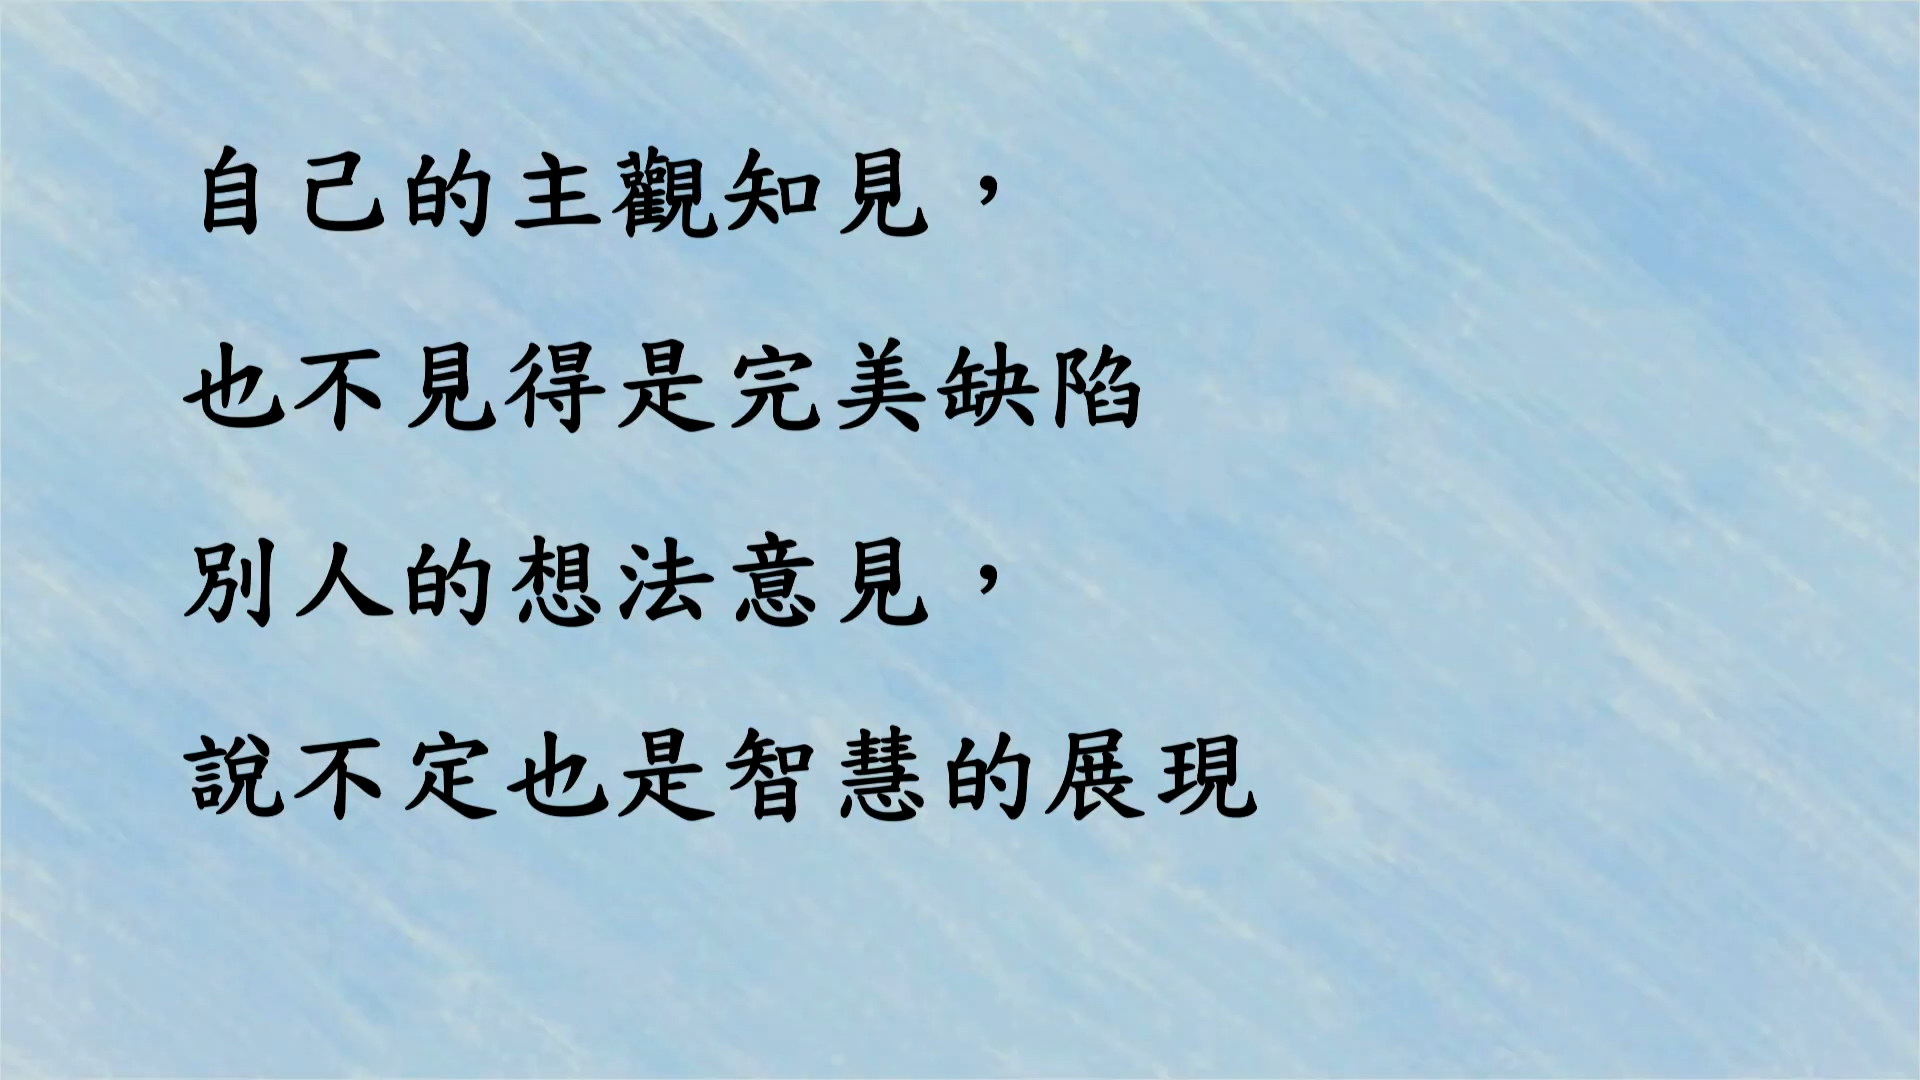 自己的主觀知見，
也不見得是完美缺陷
別人的想法意見，
說不定也是智慧的展現